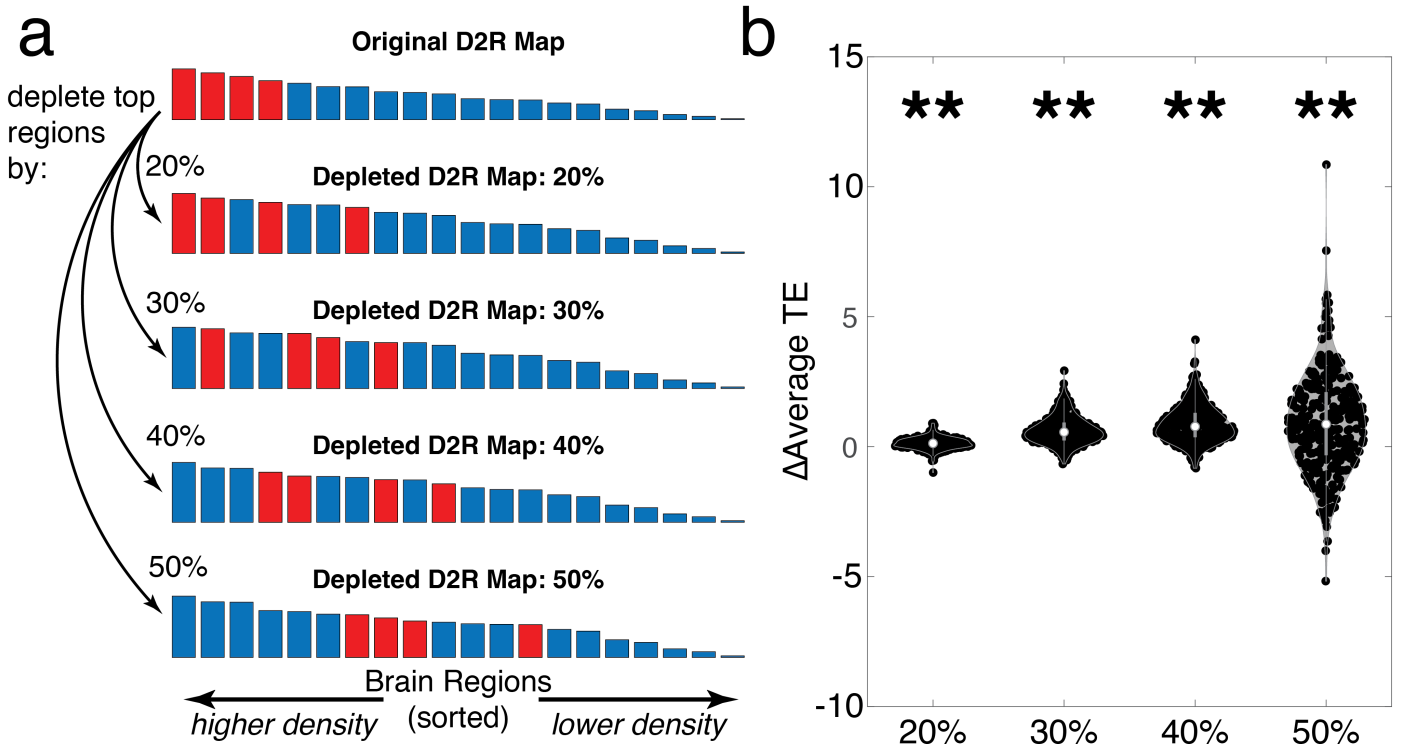 a
Original D2R Map
deplete top
regions
by:
20%
Depleted D2R Map: 20%
30%
Depleted D2R Map: 30%
40%
Depleted D2R Map: 40%
50%
Depleted D2R Map: 50%
Brain Regions
(sorted)
higher density
lower density
b
15
10
5
0
-5
-10
ΔAverage TE
** ** ** **
20% 30% 40% 50%